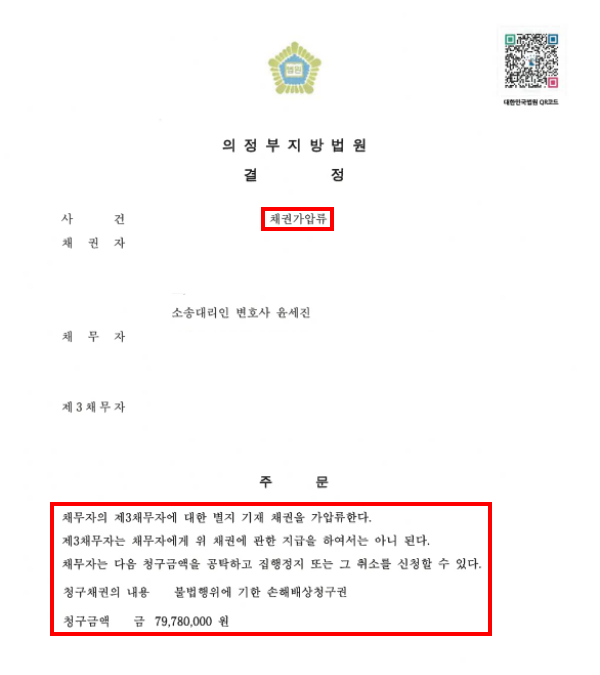 법원
대한민국법원 QR코드
의정부지방법원
결 정
사 건 채권가압류
채 권 자
소송대리인 변호사 윤세진
채 무 자
제3채무자
주 문
채무자의 제3채무자에 대한 별지 기재 채권을 가압류한다.
제3채무자는 채무자에게 위 채권에 관한 지급을 하여서는 아니 된다.
채무자는 다음 청구금액을 공탁하고 집행정지 또는 그 취소를 신청할 수 있다.
청구채권의 내용 불법행위에 기한 손해배상청구권
청구금액 금 79,780,000 원